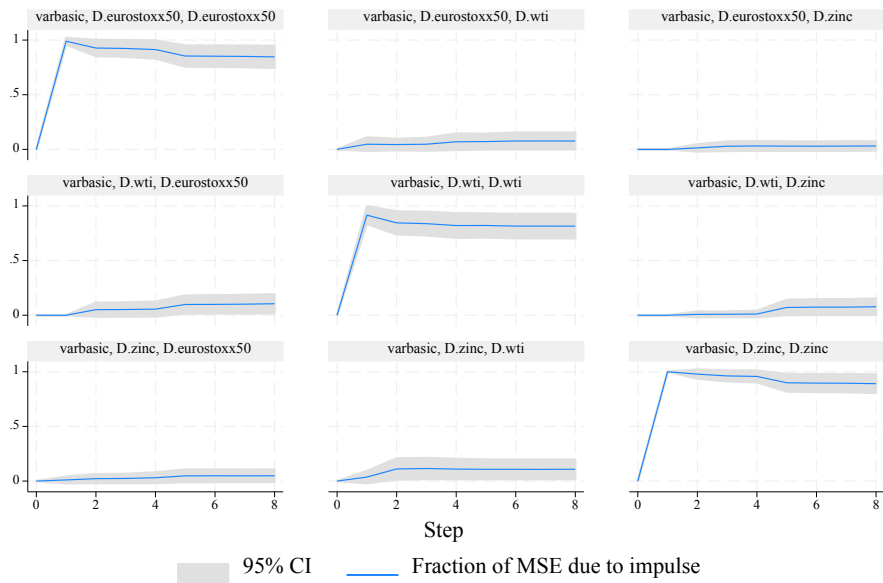 varbasic, D.eurostoxx50, D.eurostoxx50
varbasic, D.eurostoxx50, D.wti
varbasic, D.eurostoxx50, D.zinc
1
.5
0
varbasic, D.wti, D.eurostoxx50
varbasic, D.wti, D.wti
varbasic, D.wti, D.zinc
1
.5
0
varbasic, D.zinc, D.eurostoxx50
varbasic, D.zinc, D.wti
varbasic, D.zinc, D.zinc
1
.5
0
0 2 4 6 8
0 2 4 6 8
0 2 4 6 8
Step
95% CI
Fraction of MSE due to impulse